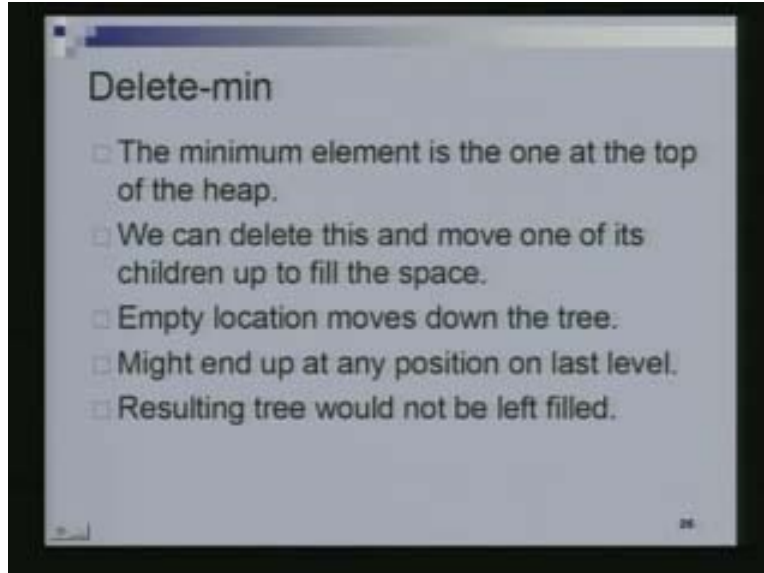 Delete-min
The minimum element is the one at the top
of the heap.
We can delete this and move one of its
children up to fill the space.
Empty location moves down the tree.
Might end up at any position on last level.
Resulting tree would not be left filled.
26